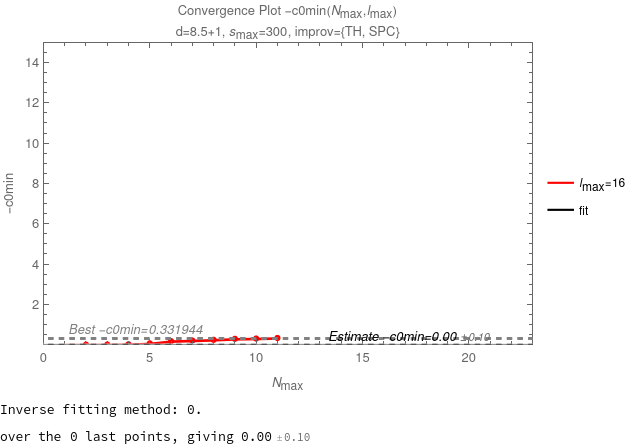 Convergence Plot −c0min(Nmax,lmax)
d=8.5+1, smax=300, improv={TH, SPC}
14
12
10
8
6
4
2
−c0min
Best −c0min=0.331944
Estimate −c0min=0.00 ±0.10
0
5
10
15
20
Nmax
lmax=16
fit
Inverse fitting method: 0.
over the 0 last points, giving 0.00 ±0.10